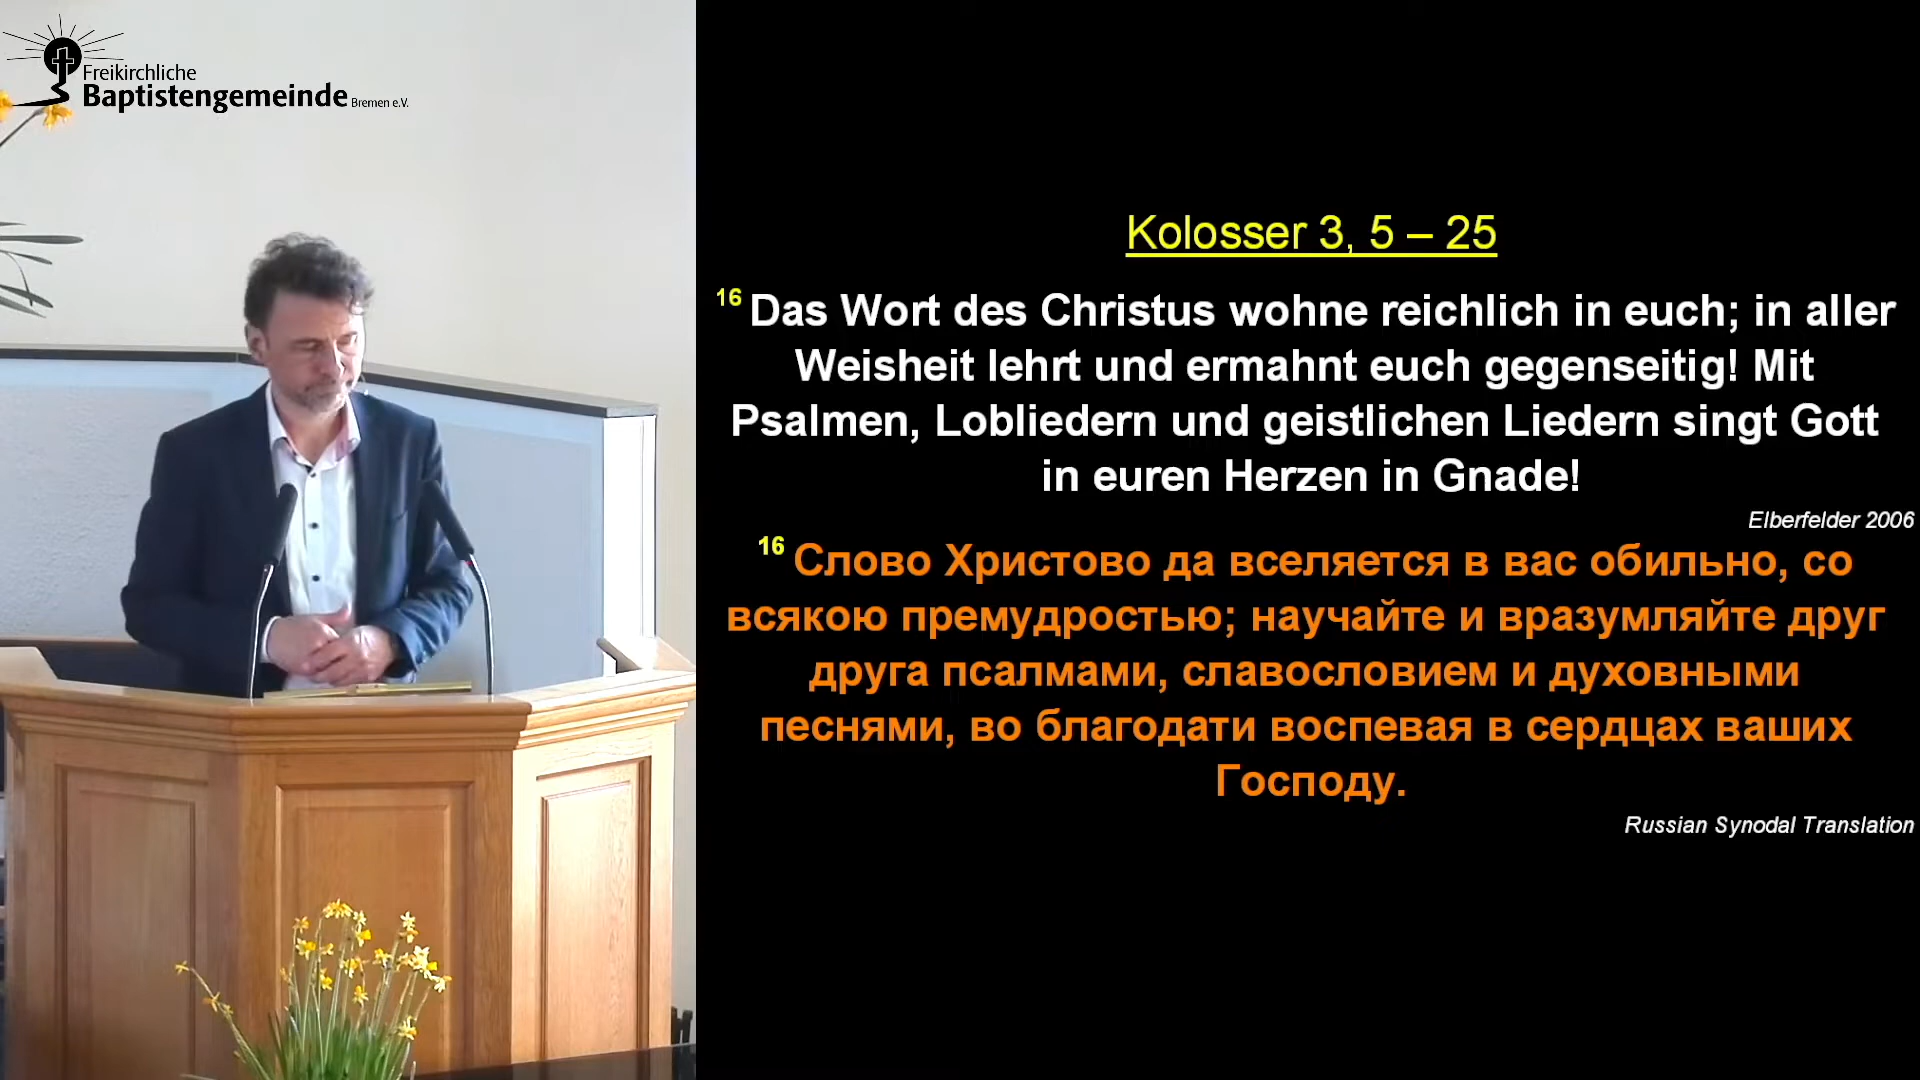 Freikirchliche
Baptistengemeinde Bremen e.V.
Kolosser 3, 5 – 25
16 Das Wort des Christus wohne reichlich in euch; in aller
Weisheit lehrt und ermahnt euch gegenseitig! Mit
Psalmen, Lobliedern und geistlichen Liedern singt Gott
in euren Herzen in Gnade!
Elberfelder 2006
16 Слово Христово да вселяется в вас обильно, со
всякою премудростью; научайте и вразумляйте друг
друга псалмами, славословием и духовными
песнями, во благодати воспевая в сердцах ваших
Господу.
Russian Synodal Translation